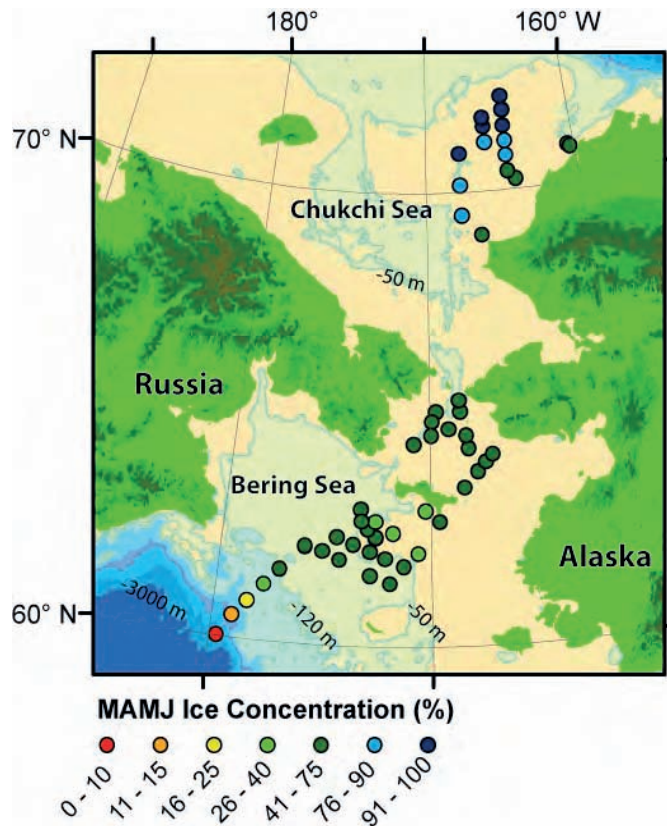 180°
160° W
70° N
Chukchi Sea
-50 m
Russia
Bering Sea
Alaska
-3000 m
-120 m
-50 m
60° N
MAMJ Ice Concentration (%)
0 - 10
11 - 15
16 - 25
26 - 40
41 - 75
76 - 90
91 - 100